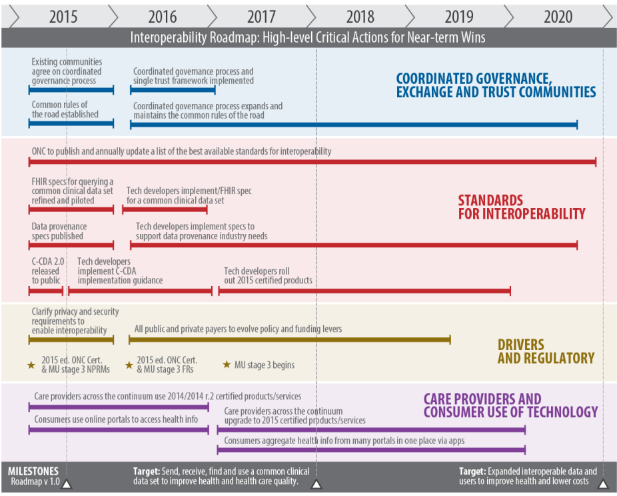 2015 2016 2017 2018 2019 2020
Interoperability Roadmap: High-level Critical Actions for Near-term Wins
COORDINATED GOVERNANCE,
EXCHANGE AND TRUST COMMUNITIES
Existing communities
agree on coordinated
governance process
Coordinated governance process and
single trust framework implemented
Common rules of
the road established
Coordinated governance process expands and
maintains the common rules of the road
STANDARDS
FOR INTEROPERABILITY
ONC to publish and annually update a list of the best available standards for interoperability
FHIR specs for querying a
common clinical data set
refined and piloted
Tech developers implement/FHIR spec
for a common clinical data set
Data provenance
specs published
Tech developers implement specs to
support data provenance industry needs
C-CDA 2.0
released
to public
Tech developers
implement C-CDA
implementation guidance
Tech developers roll
out 2015 certified products
DRIVERS
AND REGULATORY
Clarify privacy and security
requirements to
enable interoperability
All public and private payers to evolve policy and funding levers
2015 ed. ONC Cert.
& MU stage 3 NPRMs
2015 ed. ONC Cert.
& MU stage 3 FRs
MU stage 3 begins
CARE PROVIDERS AND
CONSUMER USE OF TECHNOLOGY
Care providers across the continuum use 2014/2014 r.2 certified products/services
Consumers use online portals to access health info
Care providers across the continuum
upgrade to 2015 certified products/services
Consumers aggregate health info from many portals in one place via apps
MILESTONES
Roadmap v 1.0
Target: Send, receive, find and use a common clinical
data set to improve health and health care quality.
Target: Expanded interoperable data and
users to improve health and lower costs